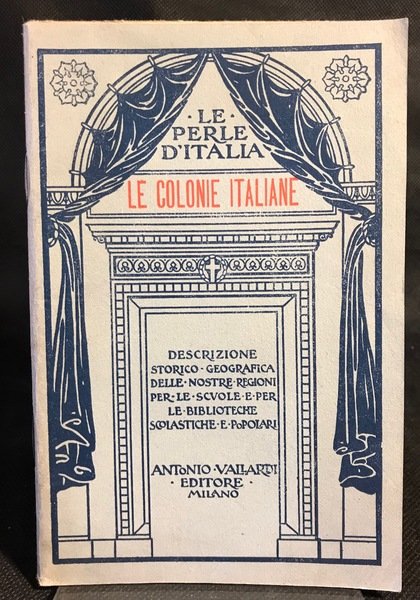 · LE ·
PERLE
D'ITALIA
LE COLONIE ITALIANE
DESCRIZIONE
STORICO · GEOGRAFICA
DELLE · NOSTRE · REGIONI
PER · LE · SCVOLE · E · PER
LE · BIBLIOTECHE
SCOLASTICHE · E · POPOLARI
ANTONIO · VALLARDI
· EDITORE ·
MILANO